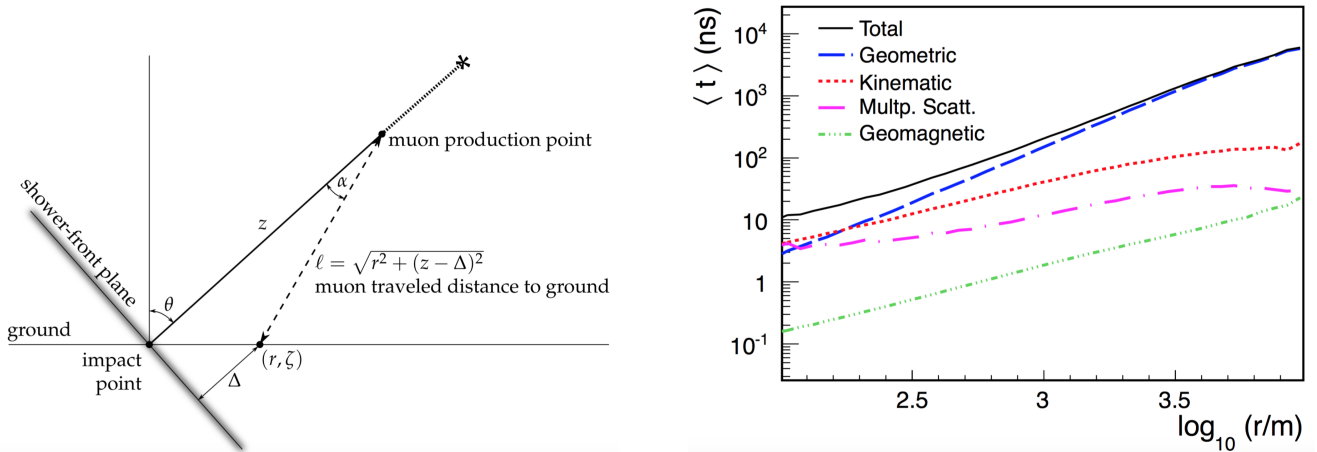 *
muon production point
α
shower-front plane
z
ℓ = √r² + (z − Δ)²
muon traveled distance to ground
θ
ground
impact
point
(r, ζ)
Δ
⟨ t ⟩ (ns)
10⁴
10³
10²
10
1
10⁻¹
Total
Geometric
Kinematic
Multp. Scatt.
Geomagnetic
2.5 3 3.5
log₁₀ (r/m)